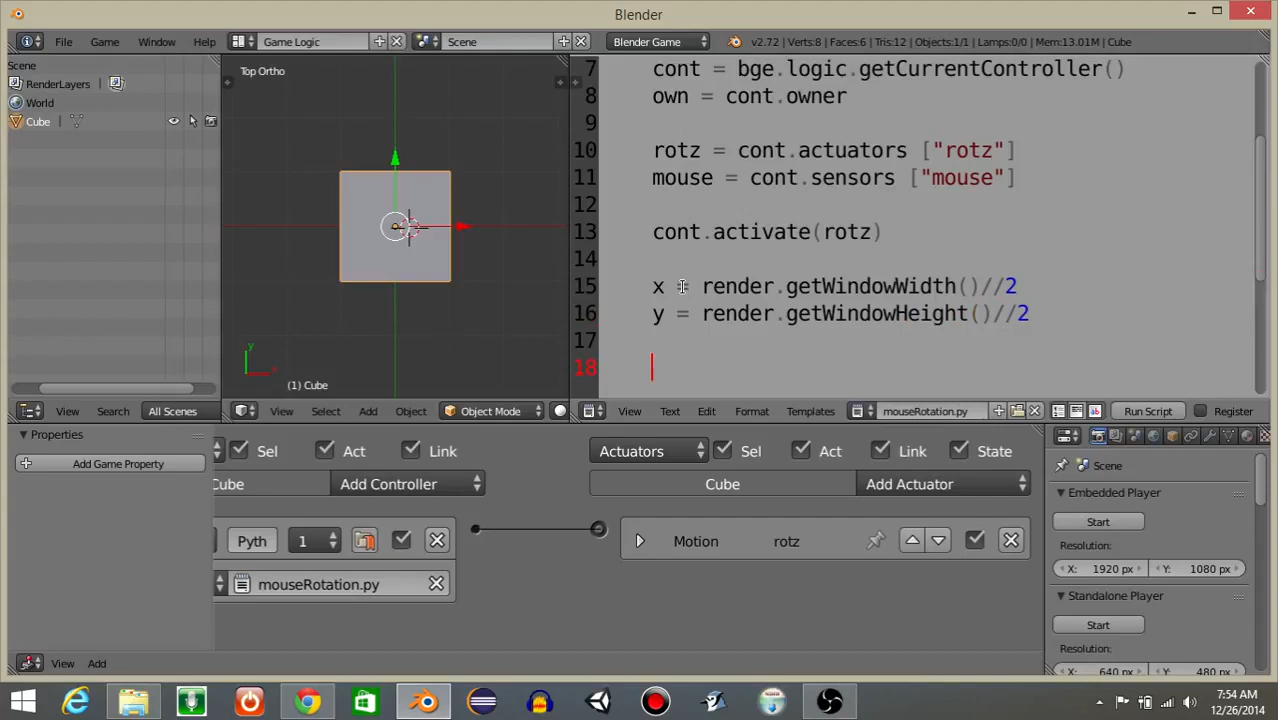 Blender
File Game Window Help Game Logic Scene Blender Game v2.72 | Verts:8 | Faces:6 | Tris:12 | Objects:1/1 | Lamps:0/0 | Mem:13.01M | Cube
Scene
RenderLayers
World
Cube
View Search All Scenes
Top Ortho
y
x
(1) Cube
View Select Add Object Object Mode
7 cont = bge.logic.getCurrentController()
8 own = cont.owner
9
10 rotz = cont.actuators ["rotz"]
11 mouse = cont.sensors ["mouse"]
12
13 cont.activate(rotz)
14
15 x = render.getWindowWidth()//2
16 y = render.getWindowHeight()//2
17
18
View Text Edit Format Templates mouseRotation.py Run Script Register
Properties
Add Game Property
Sel Act Link
Cube Add Controller
Pyth 1
mouseRotation.py
Actuators Sel Act Link State
Cube Add Actuator
Motion rotz
View Add
Scene
Embedded Player
Start
Resolution:
X: 1920 px Y: 1080 px
Standalone Player
Start
Resolution:
X: 640 px Y: 480 px
7:54 AM
12/26/2014